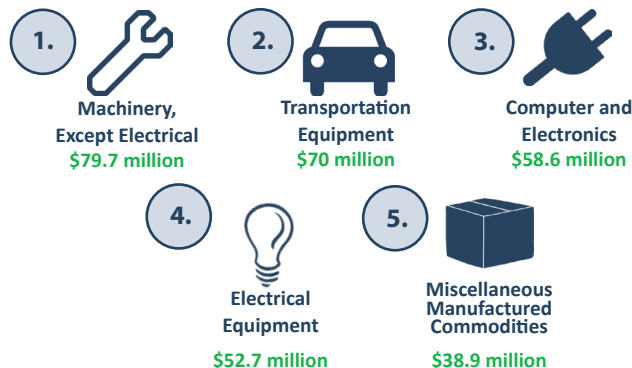 1.
Machinery,
Except Electrical
$79.7 million
2.
Transportation
Equipment
$70 million
3.
Computer and
Electronics
$58.6 million
4.
Electrical
Equipment
$52.7 million
5.
Miscellaneous
Manufactured
Commodities
$38.9 million